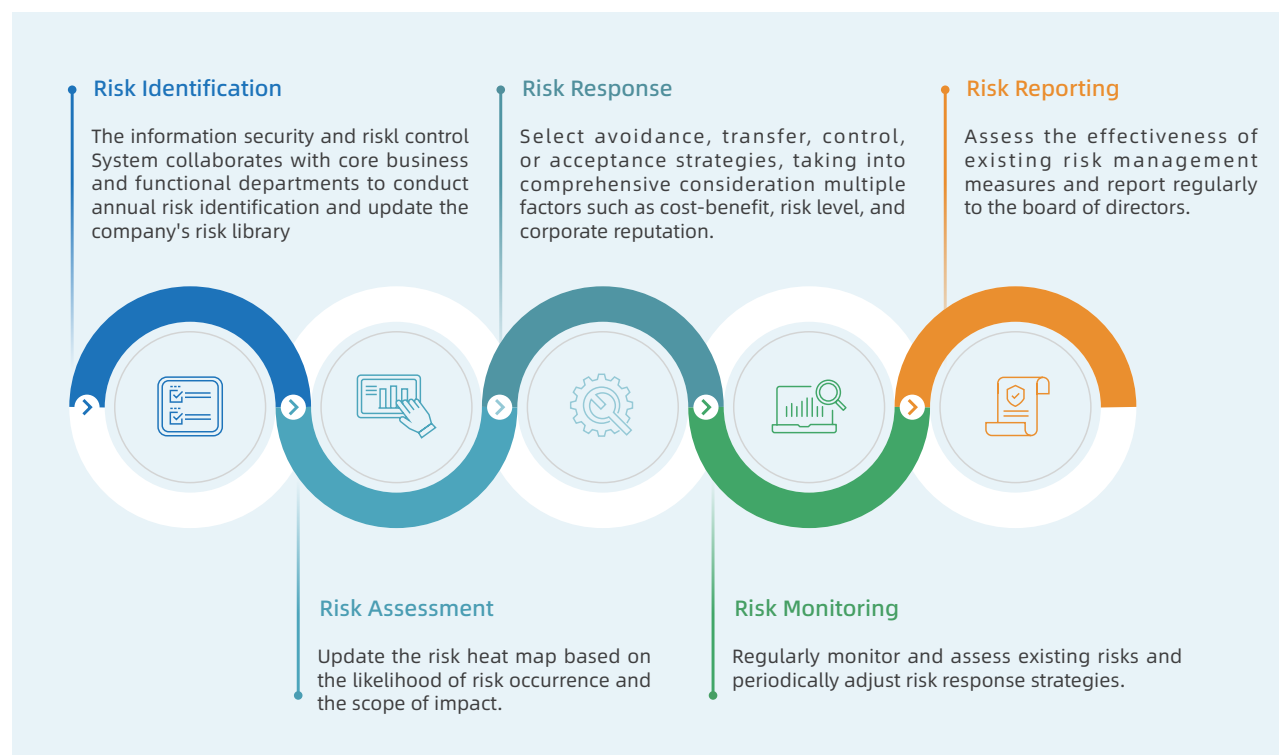 Risk Identification
The information security and riskl control
System collaborates with core business
and functional departments to conduct
annual risk identification and update the
company's risk library
Risk Response
Select avoidance, transfer, control,
or acceptance strategies, taking into
comprehensive consideration multiple
factors such as cost-benefit, risk level, and
corporate reputation.
Risk Reporting
Assess the effectiveness of
existing risk management
measures and report regularly
to the board of directors.
Risk Assessment
Update the risk heat map based on
the likelihood of risk occurrence and
the scope of impact.
Risk Monitoring
Regularly monitor and assess existing risks and
periodically adjust risk response strategies.